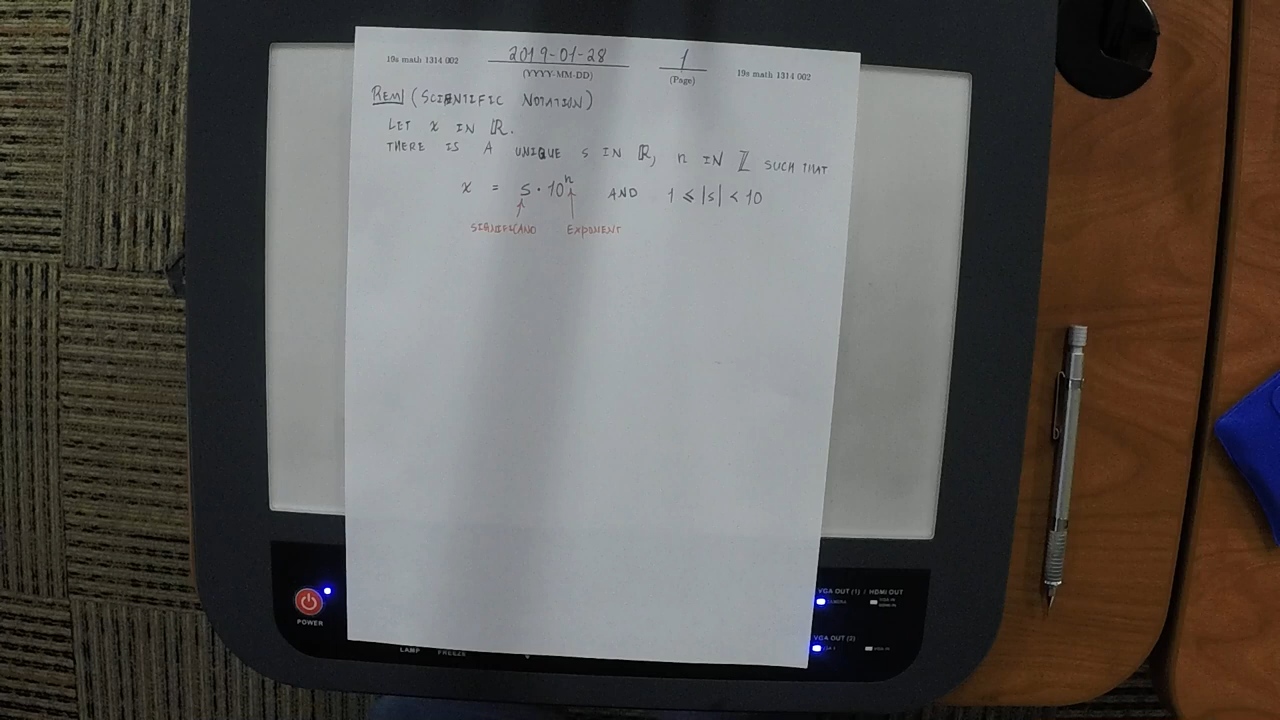 19s math 1314 002 2019-01-28 1 19s math 1314 002
(YYYY-MM-DD) (Page)
REM (SCIENTIFIC NOTATION)
LET x IN ℝ.
THERE IS A UNIQUE s IN ℝ, n IN ℤ SUCH THAT
x = s · 10ⁿ AND 1 ⩽ |s| < 10
SIGNIFICAND EXPONENT
POWER
LAMP FREEZE
VGA OUT (1) / HDMI OUT
VGA OUT (2)